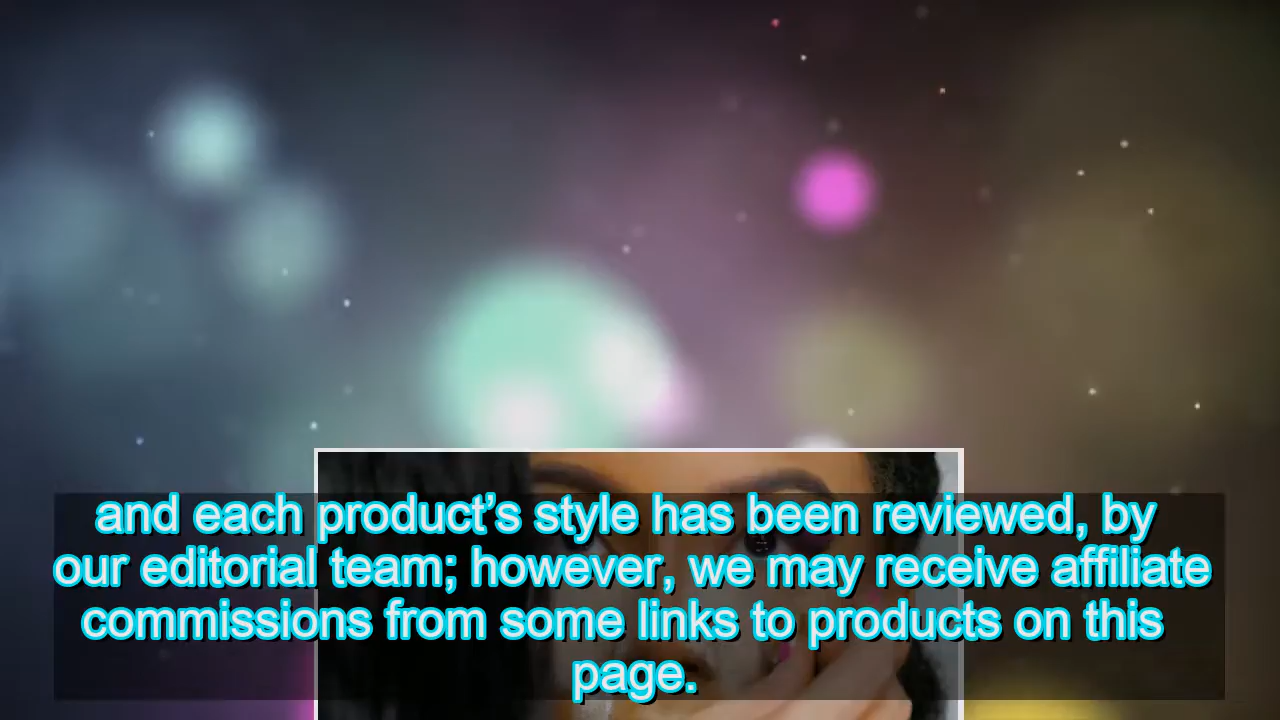 and each product’s style has been reviewed, by
our editorial team; however, we may receive affiliate
commissions from some links to products on this
page.